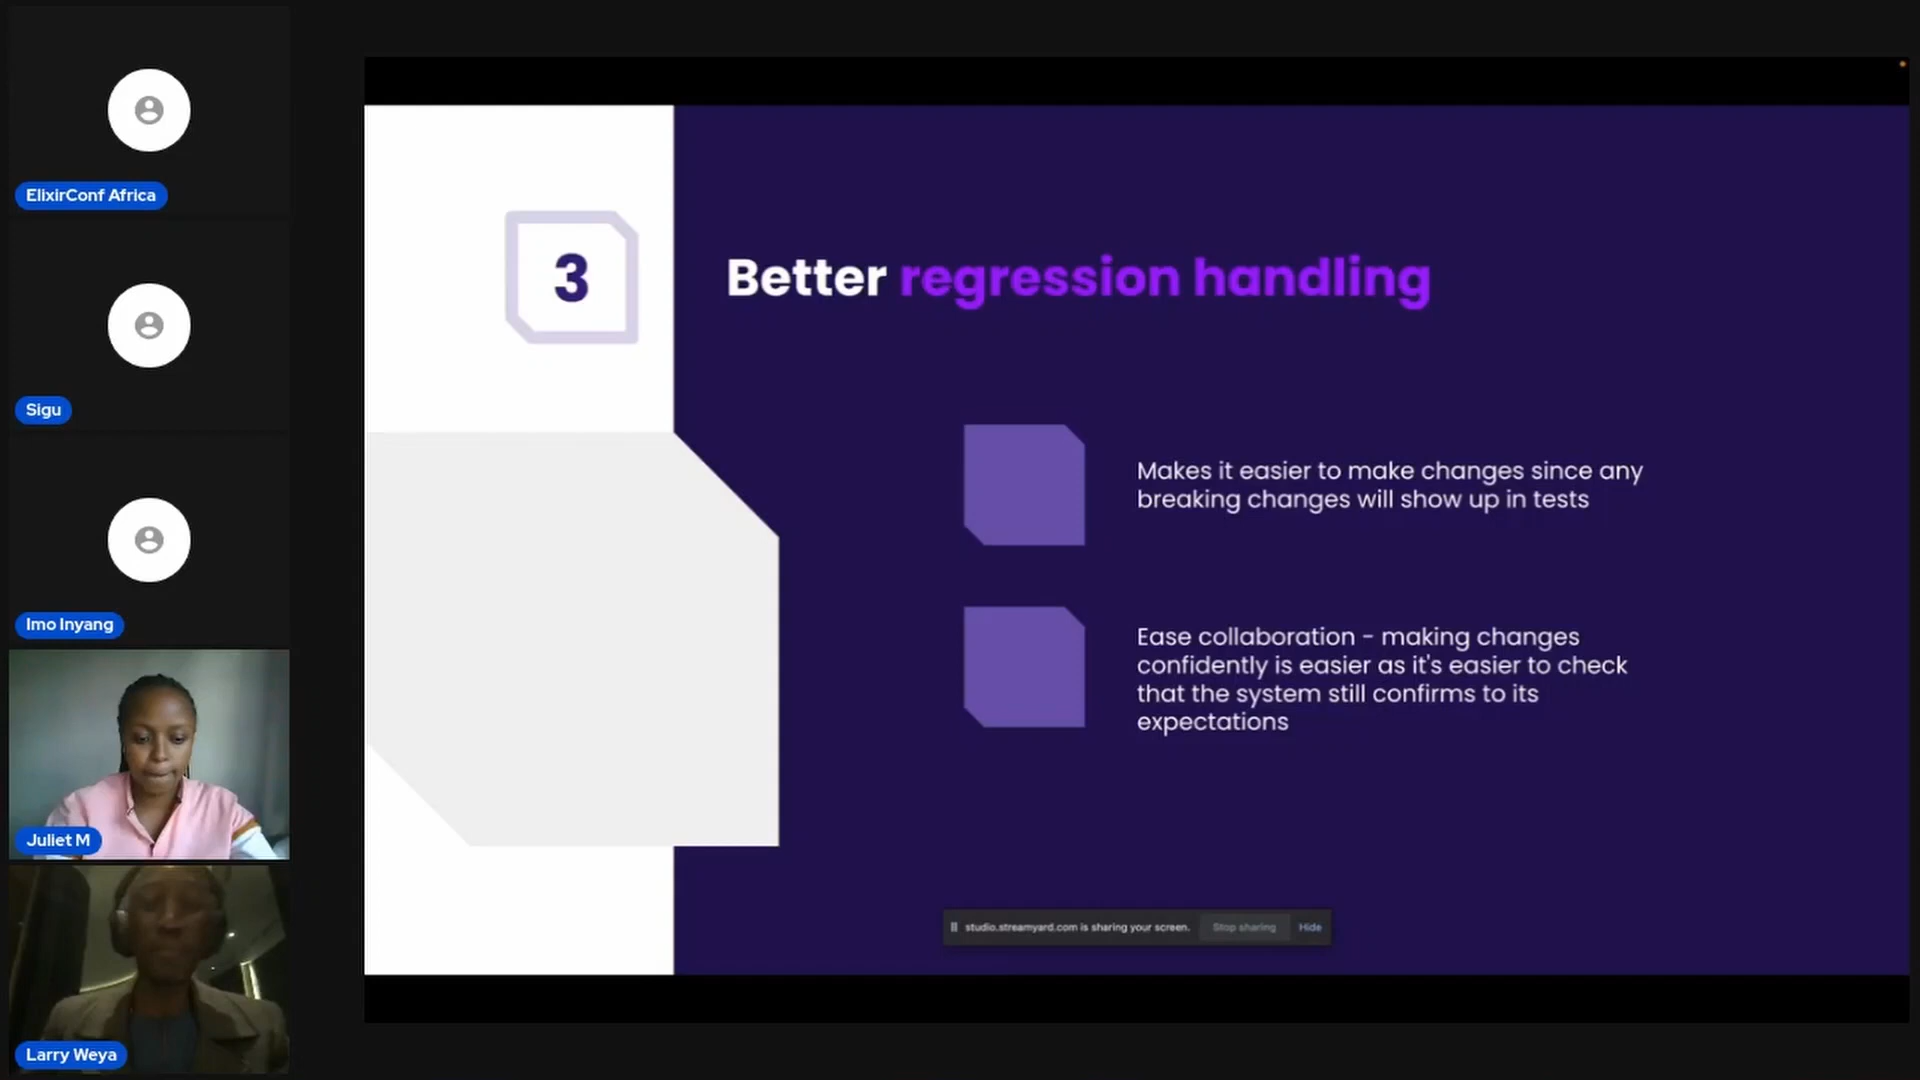 ElixirConf Africa
Sigu
Imo Inyang
Juliet M
Larry Weya
3
Better regression handling
Makes it easier to make changes since any
breaking changes will show up in tests
Ease collaboration - making changes
confidently is easier as it's easier to check
that the system still confirms to its
expectations
studio.streamyard.com is sharing your screen.
Stop sharing
Hide